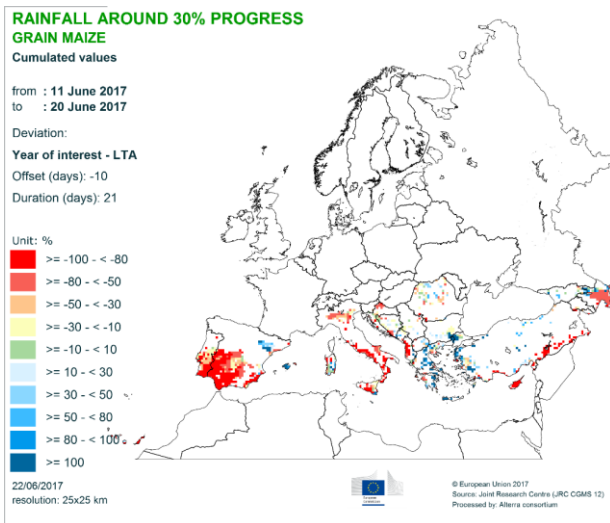 RAINFALL AROUND 30% PROGRESS
GRAIN MAIZE
Cumulated values
from : 11 June 2017
to : 20 June 2017
Deviation:
Year of interest - LTA
Offset (days): -10
Duration (days): 21
Unit: %
>= -100 - < -80
>= -80 - < -50
>= -50 - < -30
>= -30 - < -10
>= -10 - < 10
>= 10 - < 30
>= 30 - < 50
>= 50 - < 80
>= 80 - < 100
>= 100
22/06/2017
resolution: 25x25 km
© European Union 2017
Source: Joint Research Centre (JRC CGMS 12)
Processed by: Alterra consortium